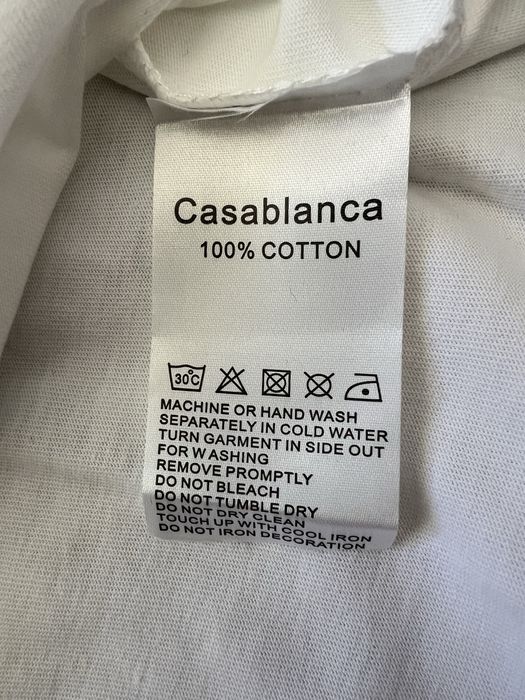 Casablanca
100% COTTON
30°C
MACHINE OR HAND WASH
SEPARATELY IN COLD WATER
TURN GARMENT IN SIDE OUT
FOR WASHING
REMOVE PROMPTLY
DO NOT BLEACH
DO NOT TUMBLE DRY
DO NOT DRY CLEAN
TOUCH UP WITH COOL IRON
DO NOT IRON DECORATION